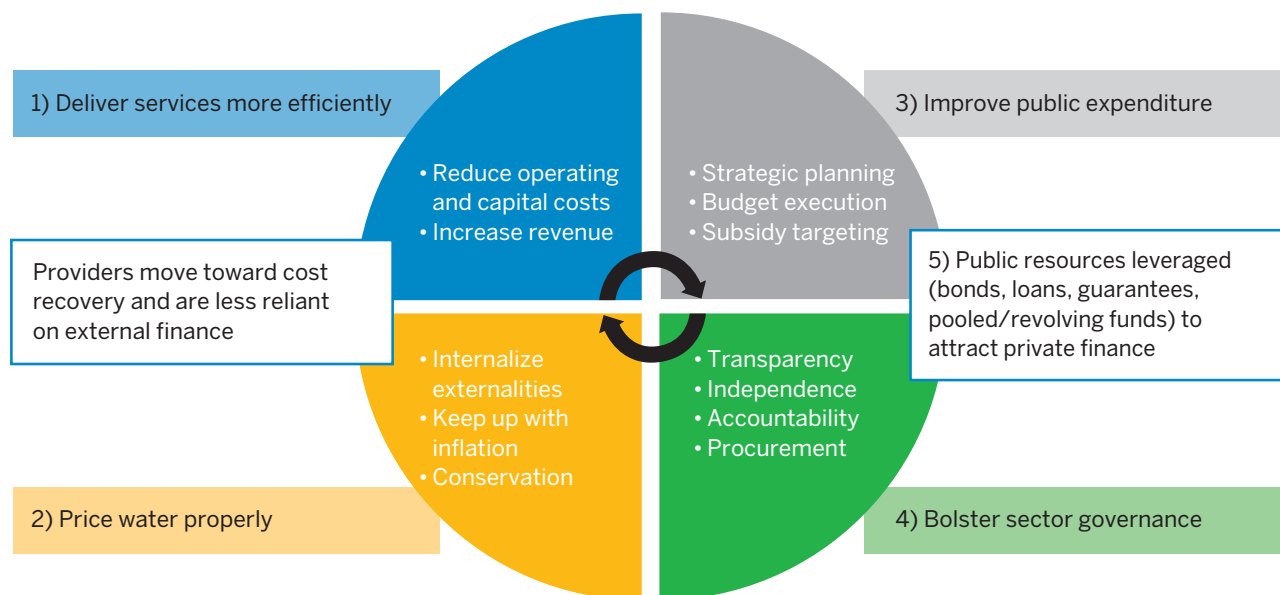 1) Deliver services more efficiently
• Reduce operating
and capital costs
• Increase revenue
Providers move toward cost
recovery and are less reliant
on external finance
• Internalize
externalities
• Keep up with
inflation
• Conservation
2) Price water properly
3) Improve public expenditure
• Strategic planning
• Budget execution
• Subsidy targeting
5) Public resources leveraged
(bonds, loans, guarantees,
pooled/revolving funds) to
attract private finance
• Transparency
• Independence
• Accountability
• Procurement
4) Bolster sector governance